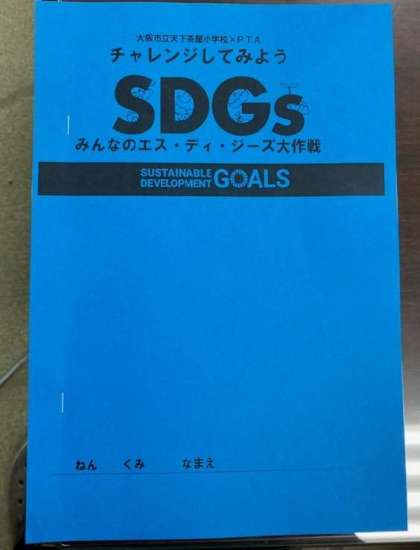 大阪市立天下茶屋小学校×PTA
チャレンジしてみよう
SDGs
みんなのエス・ディ・ジーズ大作戦
SUSTAINABLE
DEVELOPMENT GOALS
ねん くみ なまえ